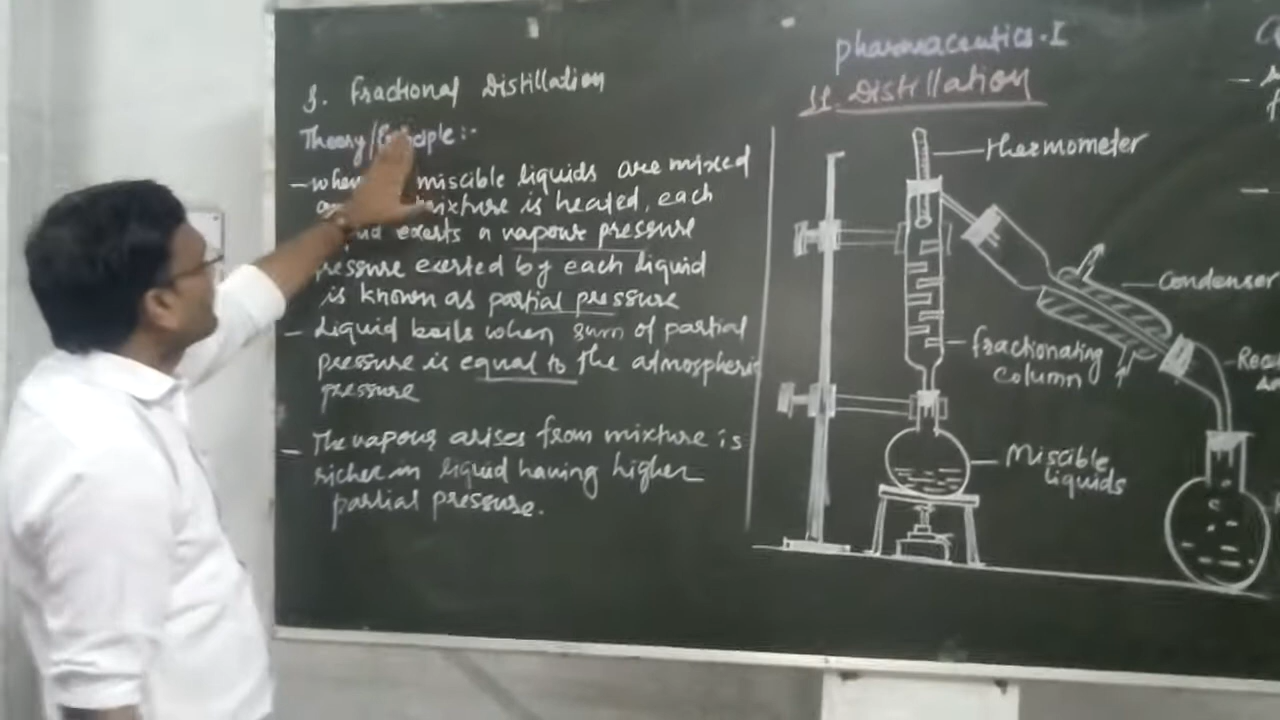 3. Fractional Distillation
Theory/Principle:-
- when miscible liquids are mixed
mixture is heated, each
exerts a vapour pressure
pressure exerted by each liquid
is known as partial pressure
- Liquid boils when sum of partial
pressure is equal to the atmospheric
pressure
- The vapour arises from mixture is
richer in liquid having higher
partial pressure.
pharmaceutics-I
11. Distillation
Thermometer
Condenser
fractionating
column
Miscible
liquids